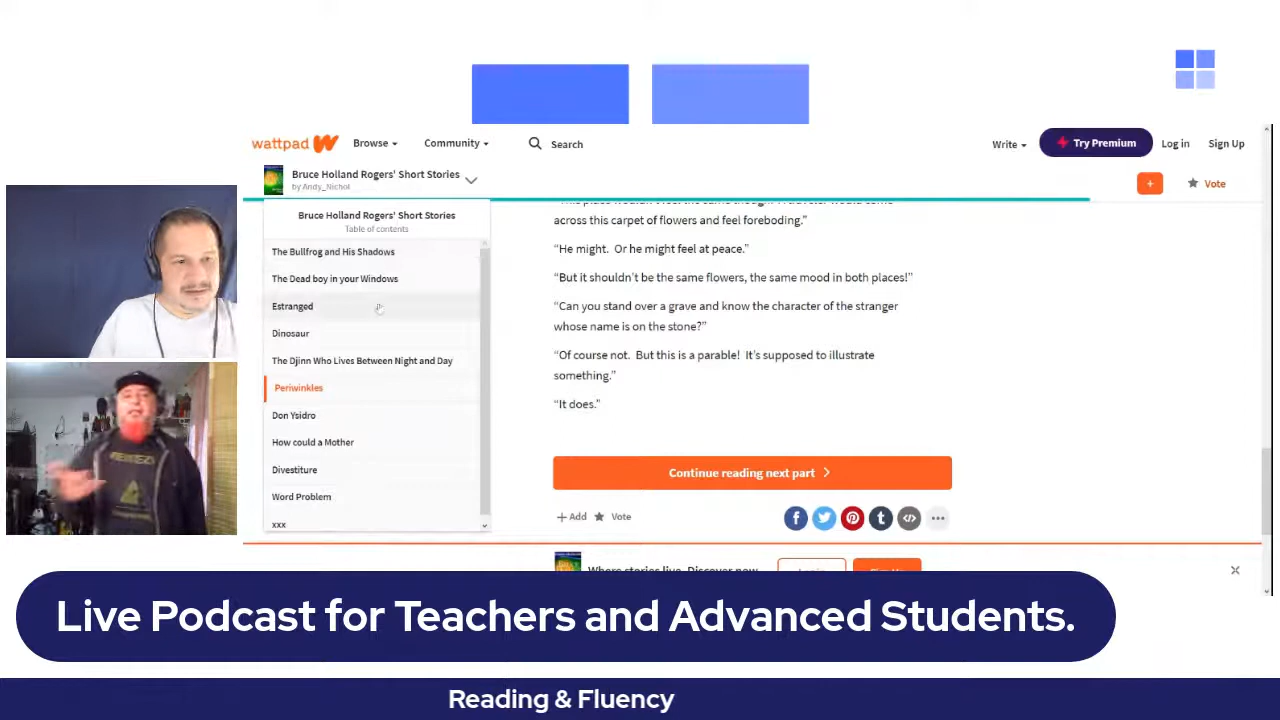 wattpad
Browse
Community
Search
Write
Try Premium
Log in
Sign Up
Bruce Holland Rogers' Short Stories
by Andy_Nichol
+
Vote
Bruce Holland Rogers' Short Stories
Table of contents
The Bullfrog and His Shadows
The Dead boy in your Windows
Estranged
Dinosaur
The Djinn Who Lives Between Night and Day
Periwinkles
Don Ysidro
How could a Mother
Divestiture
Word Problem
xxx
across this carpet of flowers and feel foreboding.”
“He might. Or he might feel at peace.”
“But it shouldn’t be the same flowers, the same mood in both places!”
“Can you stand over a grave and know the character of the stranger
whose name is on the stone?”
“Of course not. But this is a parable! It’s supposed to illustrate
something.”
“It does.”
Continue reading next part
+ Add
Vote
Where stories live. Discover now
Live Podcast for Teachers and Advanced Students.
Reading & Fluency